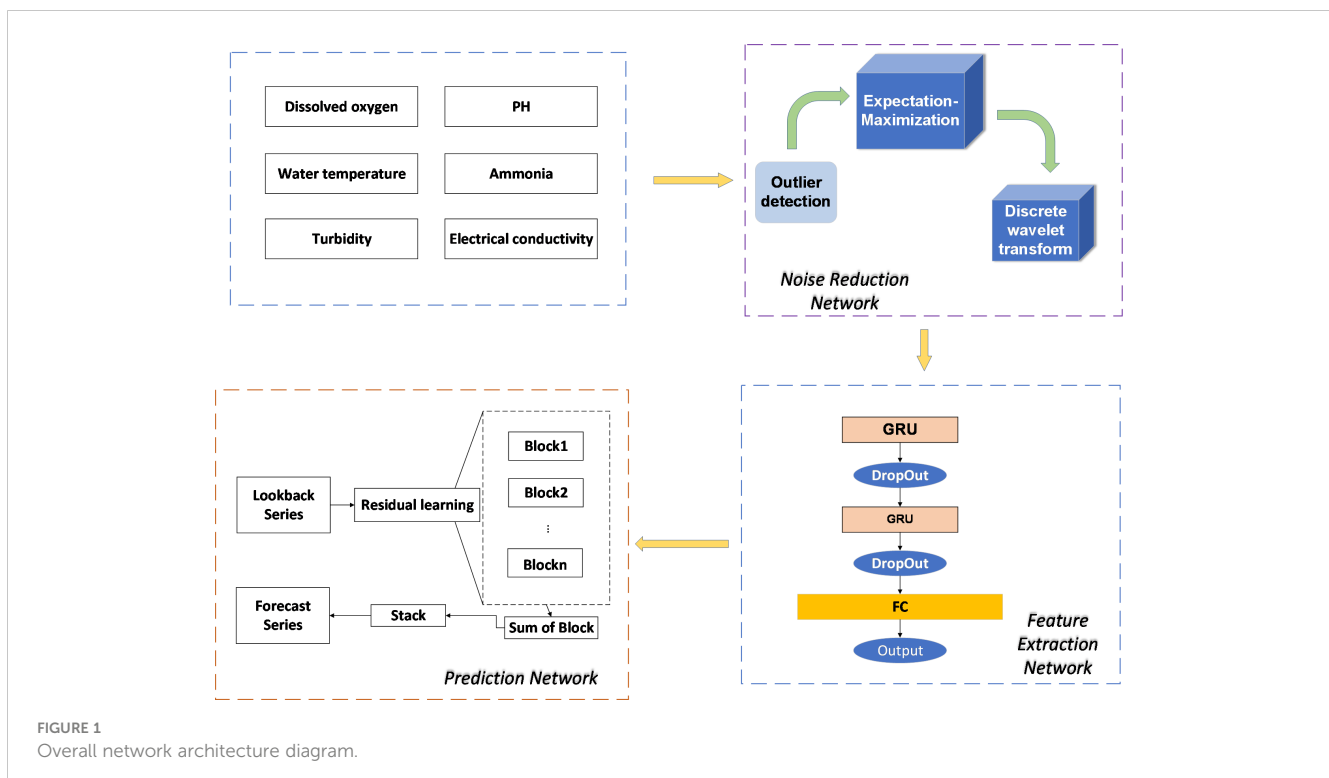 Dissolved oxygen
PH
Water temperature
Ammonia
Turbidity
Electrical conductivity
Expectation-
Maximization
Outlier
detection
Discrete
wavelet
transform
Noise Reduction
Network
GRU
DropOut
GRU
DropOut
FC
Output
Feature
Extraction
Network
Lookback
Series
Residual learning
Block1
Block2
...
Blockn
Sum of Block
Stack
Forecast
Series
Prediction Network
FIGURE 1
Overall network architecture diagram.